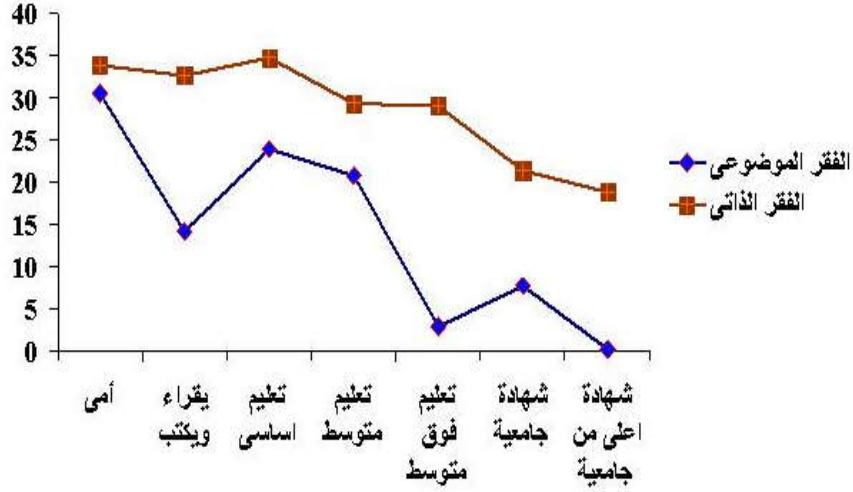 40
35
30
25
20
15
10
5
0
الفقر الموضوعى
الفقر الذاتى
أمى
يقراء
ويكتب
تعليم
اساسى
تعليم
متوسط
تعليم
فوق
متوسط
شهادة
جامعية
شهادة
اعلى من
جامعية